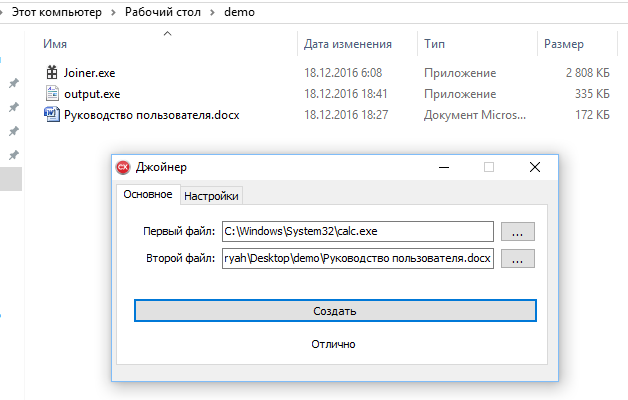 Этот компьютер > Рабочий стол > demo
Имя Дата изменения Тип Размер
Joiner.exe 18.12.2016 6:08 Приложение 2 808 КБ
output.exe 18.12.2016 18:41 Приложение 335 КБ
Руководство пользователя.docx 18.12.2016 18:27 Документ Micros... 172 КБ
CX Джойнер
Основное Настройки
Первый файл: C:\Windows\System32\calc.exe ...
Второй файл: ryah\Desktop\demo\Руководство пользователя.docx ...
Создать
Отлично